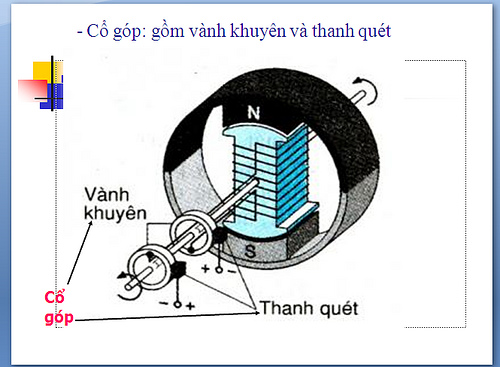 - Cổ góp: gồm vành khuyên và thanh quét
N
Vành
khuyên
S
+ -
- +
Cổ
góp
Thanh quét